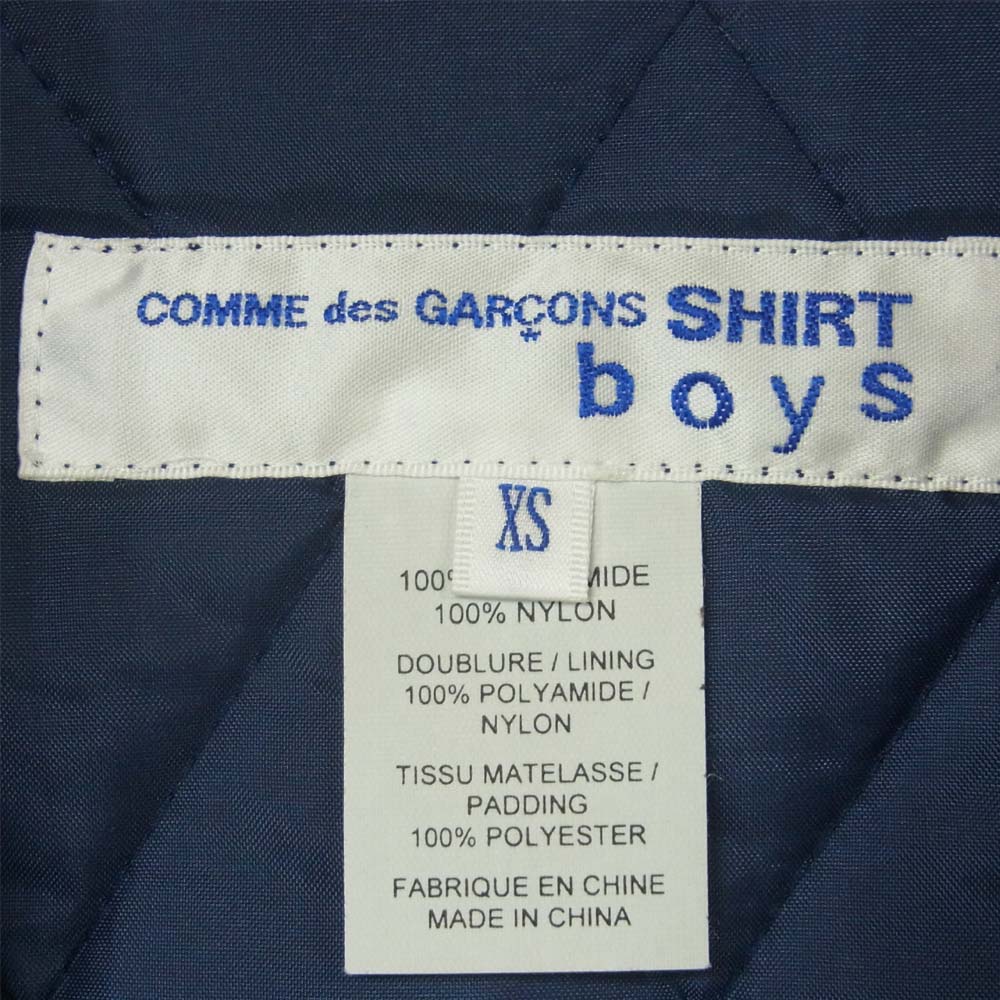 COMME des GARÇONS SHIRT
boys
XS
100%
100% NYLON
DOUBLURE / LINING
100% POLYAMIDE /
NYLON
TISSU MATELASSE /
PADDING
100% POLYESTER
FABRIQUE EN CHINE
MADE IN CHINA